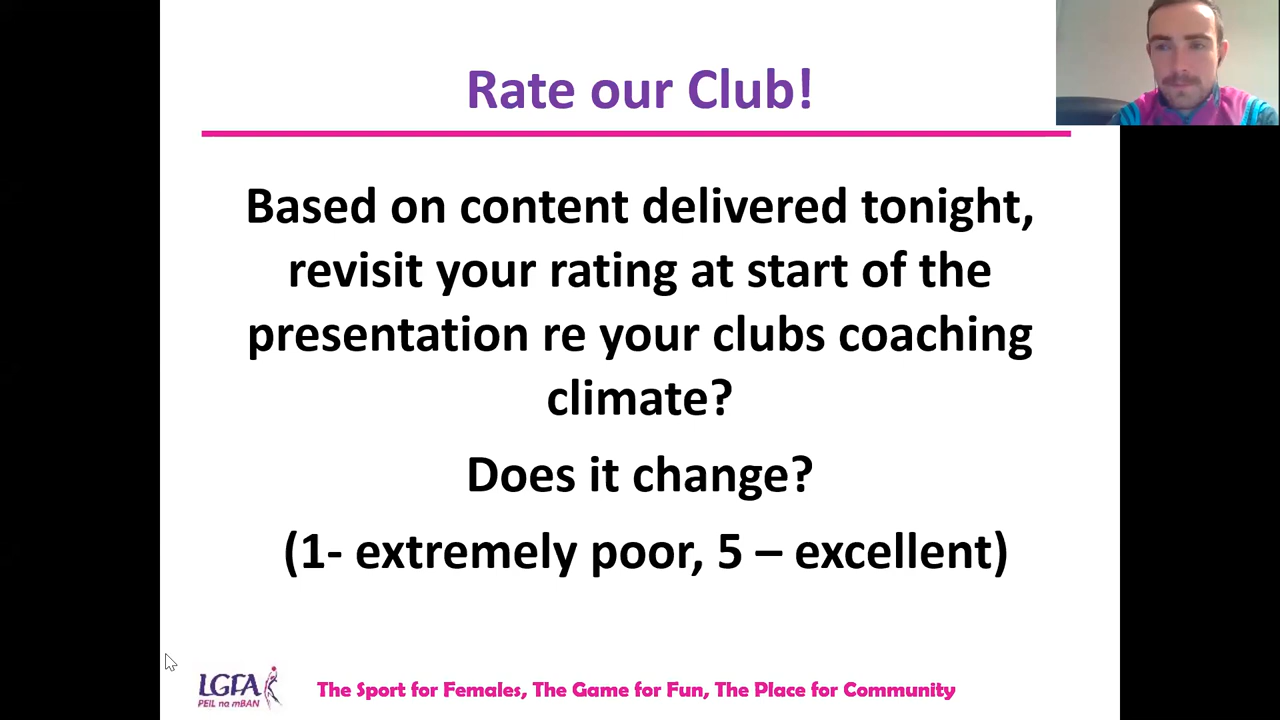 Rate our Club!
Based on content delivered tonight,
revisit your rating at start of the
presentation re your clubs coaching
climate?
Does it change?
(1- extremely poor, 5 – excellent)
LGFA
PEIL na mBAN
The Sport for Females, The Game for Fun, The Place for Community